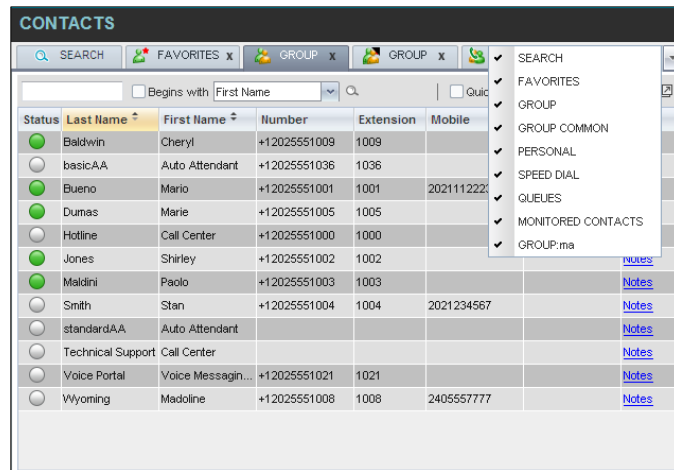 CONTACTS
SEARCH FAVORITES x GROUP x GROUP x
Begins with First Name Quic
Status Last Name First Name Number Extension Mobile
Baldwin Cheryl +12025551009 1009
basicAA Auto Attendant +12025551036 1036
Bueno Mario +12025551001 1001 2021112223
Dumas Marie +12025551005 1005
Hotline Call Center +12025551000 1000
Jones Shirley +12025551002 1002 Notes
Maldini Paolo +12025551003 1003 Notes
Smith Stan +12025551004 1004 2021234567 Notes
standardAA Auto Attendant Notes
Technical Support Call Center Notes
Voice Portal Voice Messagin... +12025551021 1021 Notes
Wyoming Madoline +12025551008 1008 2405557777 Notes
SEARCH
FAVORITES
GROUP
GROUP COMMON
PERSONAL
SPEED DIAL
QUEUES
MONITORED CONTACTS
GROUP:ma